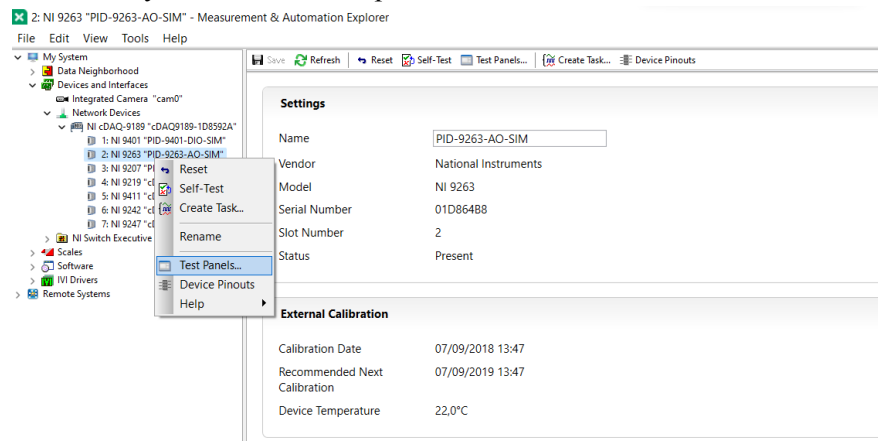 2: NI 9263 "PID-9263-AO-SIM" - Measurement & Automation Explorer
File Edit View Tools Help
My System
Data Neighborhood
Devices and Interfaces
Integrated Camera "cam0"
Network Devices
NI cDAQ-9189 "cDAQ9189-1D8592A"
1: NI 9401 "PID-9401-DIO-SIM"
2: NI 9263 "PID-9263-AO-SIM"
3: NI 9207 "PI
4: NI 9219 "cD
5: NI 9411 "cD
6: NI 9242 "cD
7: NI 9247 "cD
NI Switch Executive
Scales
Software
IVI Drivers
Remote Systems
Reset
Self-Test
Create Task...
Rename
Test Panels...
Device Pinouts
Help
Save Refresh Reset Self-Test Test Panels... Create Task... Device Pinouts
Settings
Name PID-9263-AO-SIM
Vendor National Instruments
Model NI 9263
Serial Number 01D864B8
Slot Number 2
Status Present
External Calibration
Calibration Date 07/09/2018 13:47
Recommended Next 07/09/2019 13:47
Calibration
Device Temperature 22,0°C